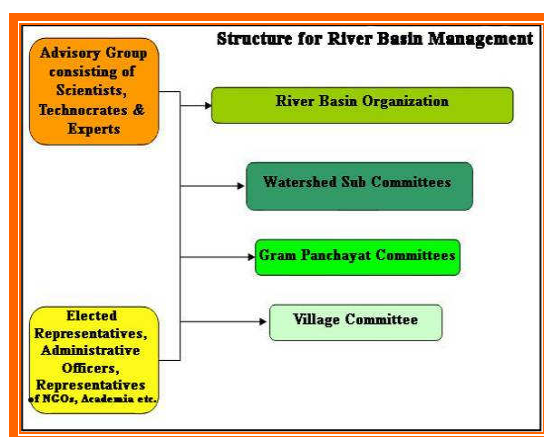 Structure for River Basin Management
Advisory Group
consisting of
Scientists,
Technocrates &
Experts
River Basin Organization
Watershed Sub Committees
Gram Panchayat Committees
Village Committee
Elected
Representatives,
Administrative
Officers,
Representatives
of NGOs, Academia etc.